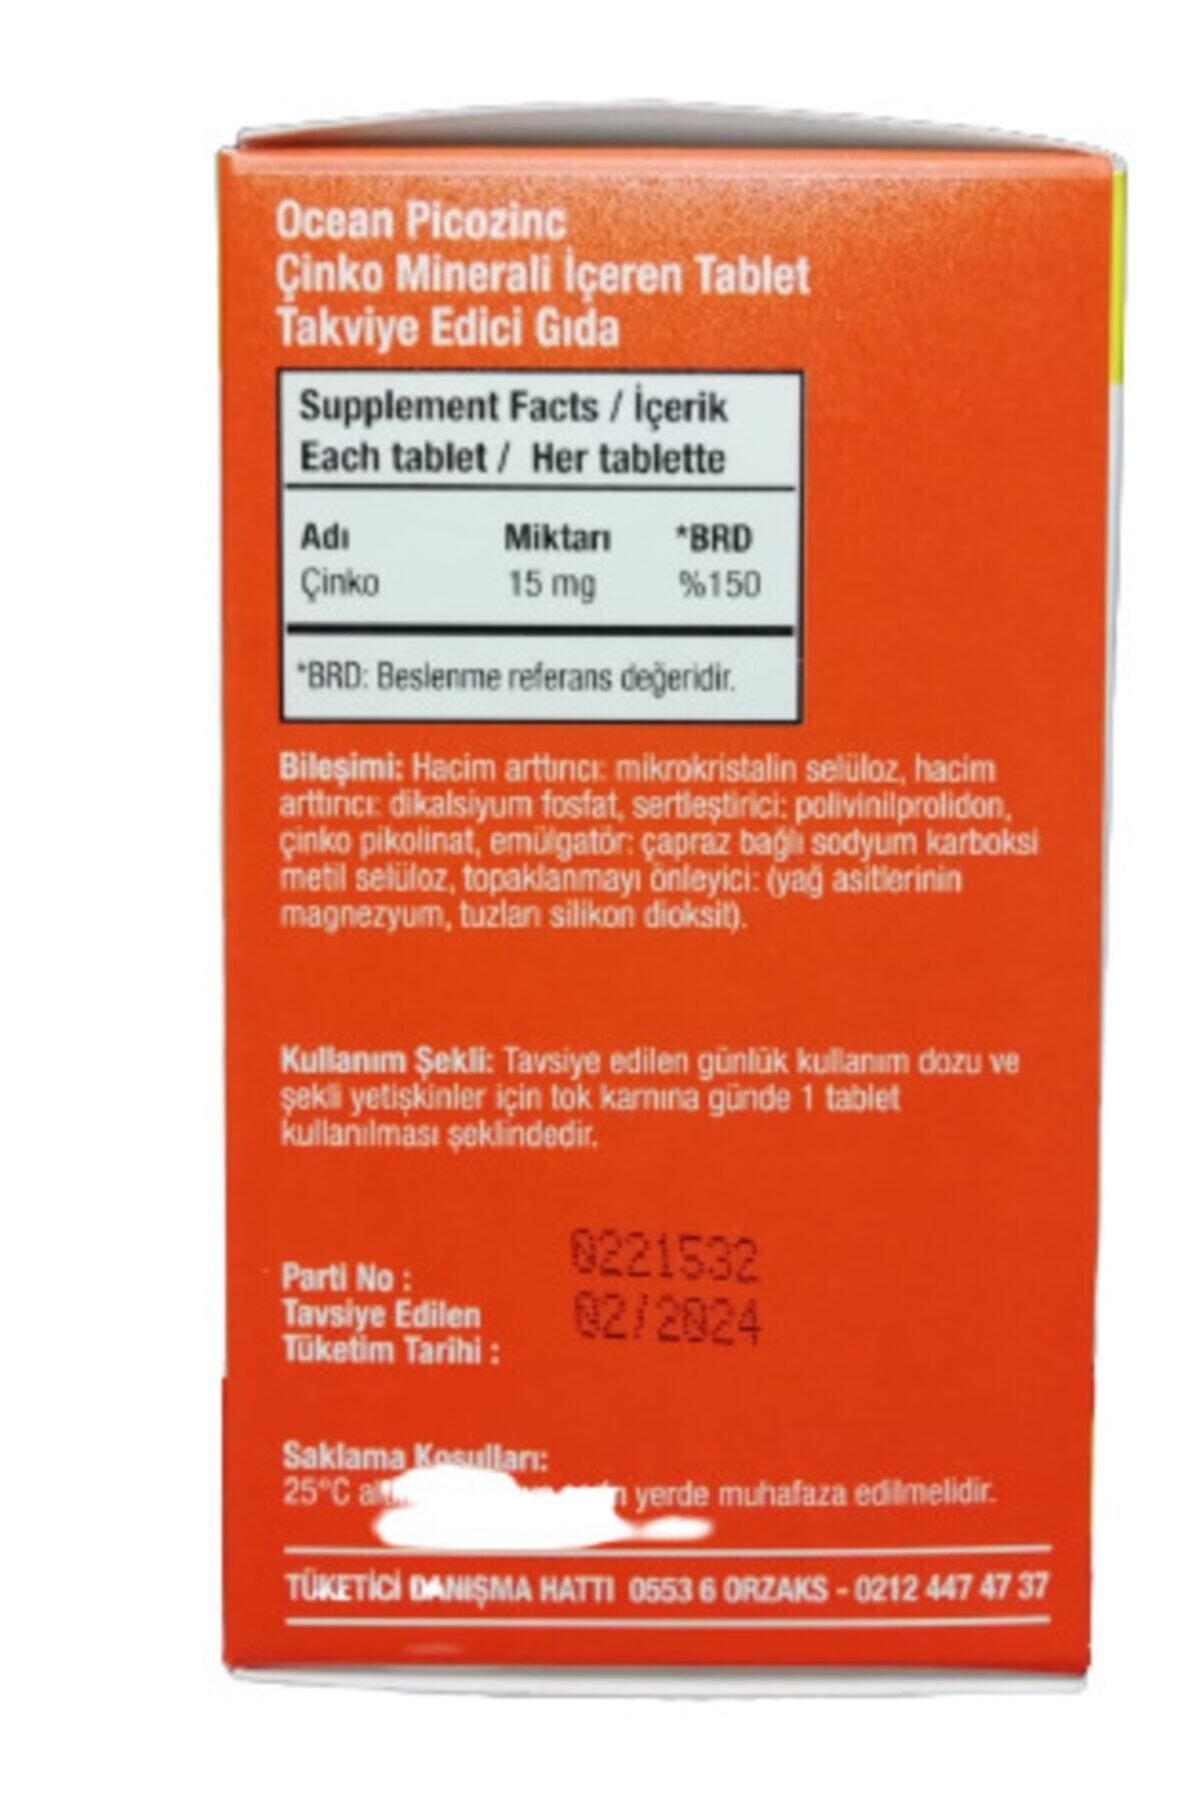 Ocean Picozinc
Çinko Minerali İçeren Tablet
Takviye Edici Gıda
Supplement Facts / İçerik
Each tablet / Her tablette
Adı Miktarı *BRD
Çinko 15 mg %150
*BRD: Beslenme referans değeridir.
Bileşimi: Hacim arttırıcı: mikrokristalin selüloz, hacim
arttırıcı: dikalsiyum fosfat, sertleştirici: polivinilprolidon,
çinko pikolinat, emülgatör: çapraz bağlı sodyum karboksi
metil selüloz, topaklanmayı önleyici: (yağ asitlerinin
magnezyum, tuzları silikon dioksit).
Kullanım Şekli: Tavsiye edilen günlük kullanım dozu ve
şekli yetişkinler için tok karnına günde 1 tablet
kullanılması şeklindedir.
Parti No : 0221532
Tavsiye Edilen 02/2024
Tüketim Tarihi :
Saklama Koşulları:
25°C yerde muhafaza edilmelidir.
TÜKETİCİ DANIŞMA HATTI 0553 6 ORZAKS - 0212 447 47 37